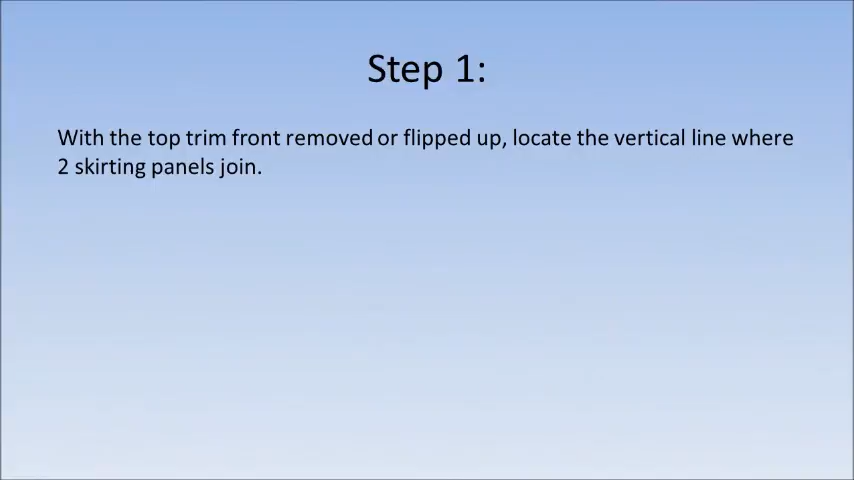 Step 1:
With the top trim front removed or flipped up, locate the vertical line where
2 skirting panels join.